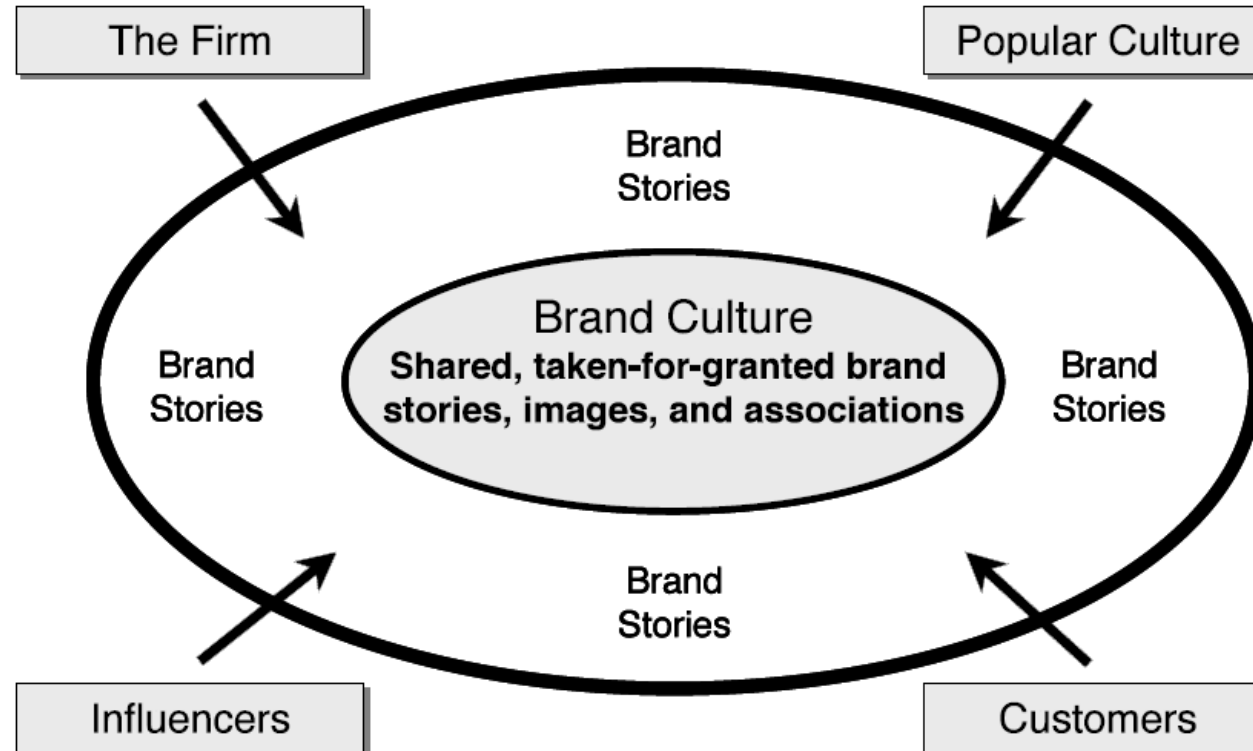 The Firm
Popular Culture
Brand
Stories
Brand Culture
Shared, taken-for-granted brand
stories, images, and associations
Brand
Stories
Brand
Stories
Brand
Stories
Influencers
Customers